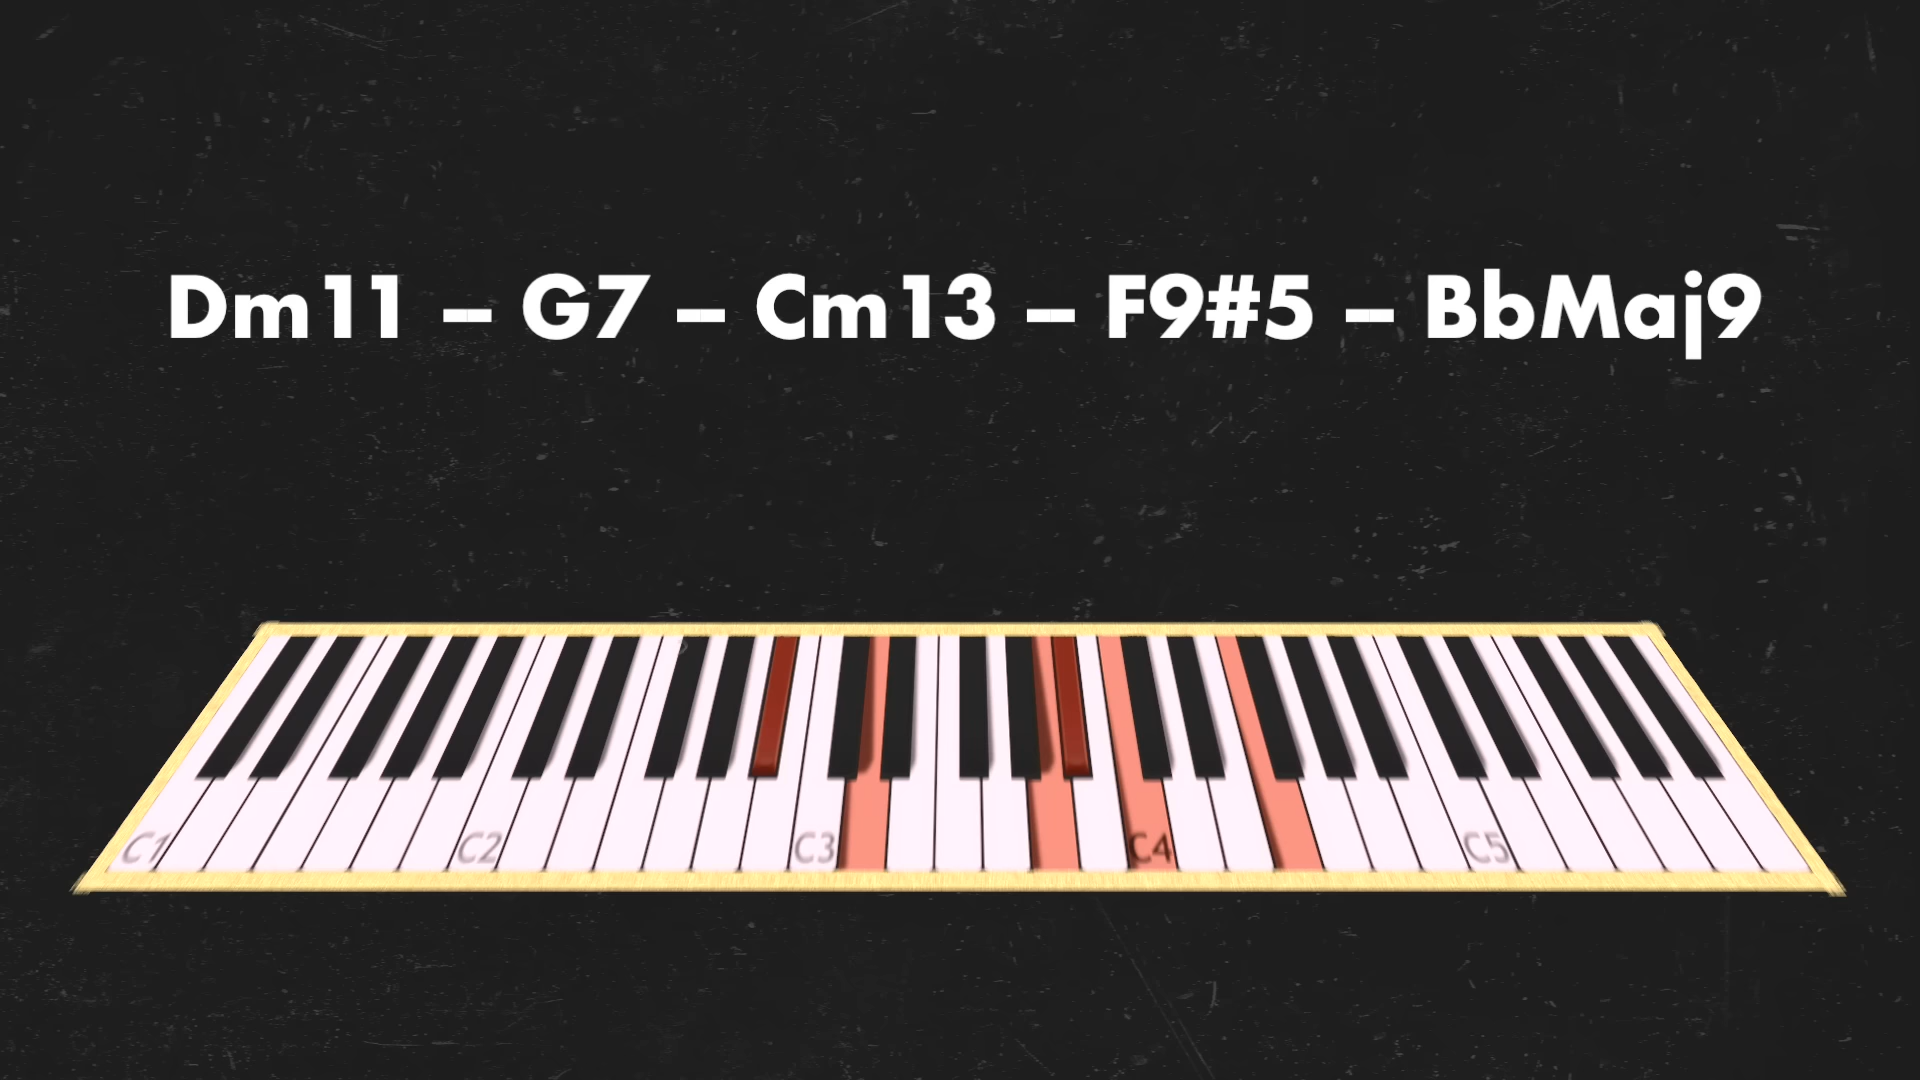 Dm11 – G7 – Cm13 – F9#5 – BbMaj9
C1 C2 C3 C4 C5